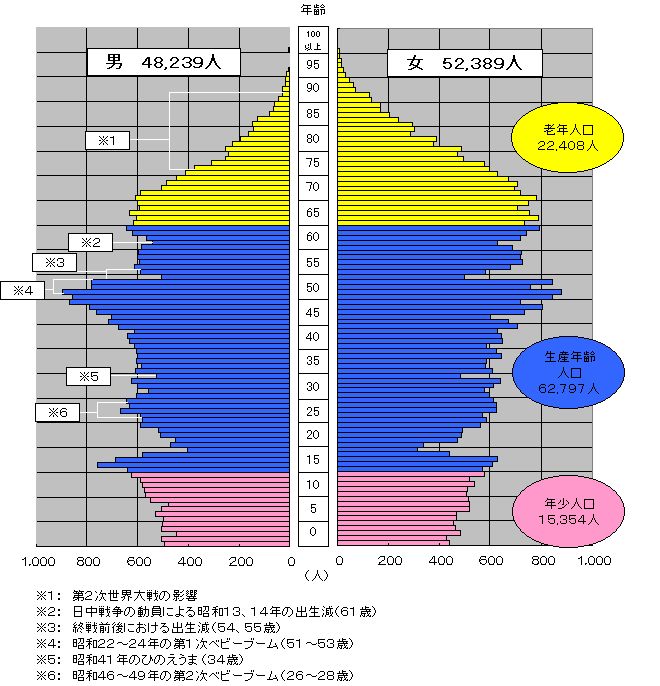 年齢
男　48,239人
女　52,389人
100
以上
95
90
85
80
75
70
65
60
55
50
45
40
35
30
25
20
15
10
5
0
※1
※2
※3
※4
※5
※6
老年人口
22,408人
生産年齢
人口
62,797人
年少人口
15,354人
1,000 800 600 400 200 0
0 200 400 600 800 1,000
（人）
※1： 第2次世界大戦の影響
※2： 日中戦争の動員による昭和13、14年の出生減（61歳）
※3： 終戦前後における出生減（54、55歳）
※4： 昭和22～24年の第1次ベビーブーム（51～53歳）
※5： 昭和41年のひのえうま（34歳）
※6： 昭和46～49年の第2次ベビーブーム（26～28歳）